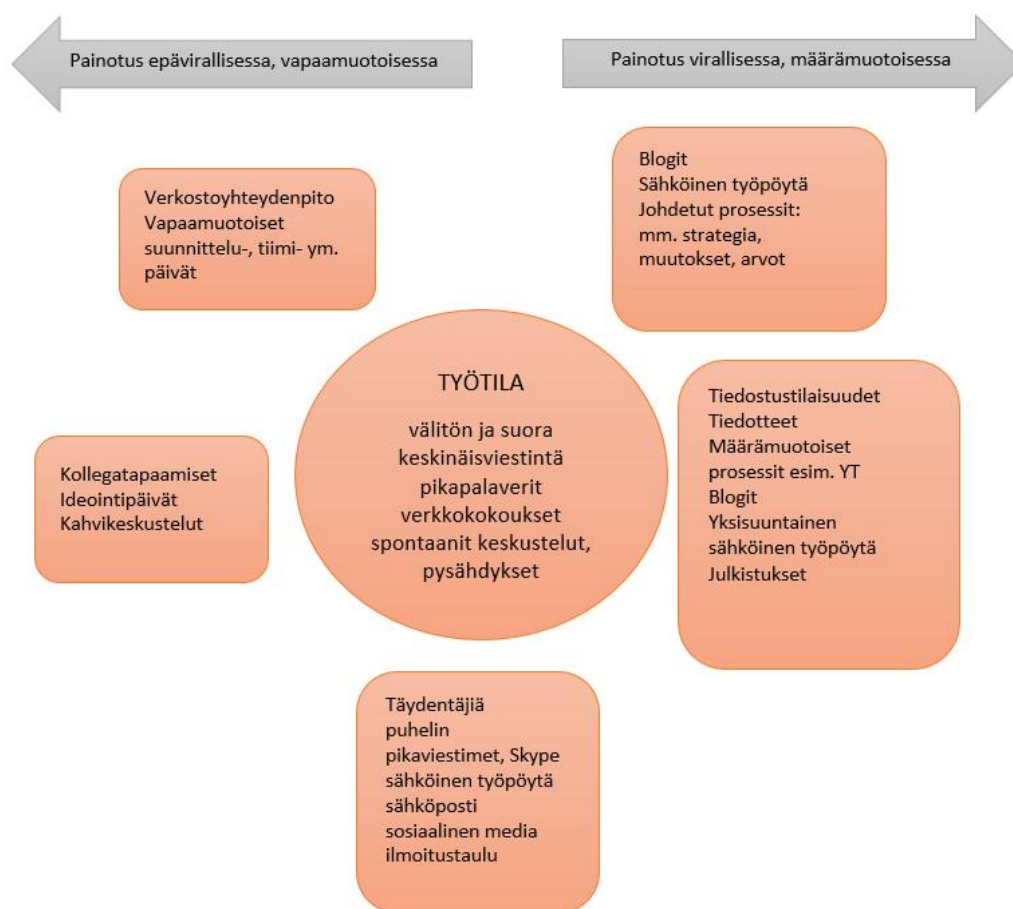 Painotus epävirallisessa, vapaamuotoisessa
Painotus virallisessa, määrämuotoisessa
Verkostoyhteydenpito
Vapaamuotoiset
suunnittelu-, tiimi- ym.
päivät
Blogit
Sähköinen työpöytä
Johdetut prosessit:
mm. strategia,
muutokset, arvot
TYÖTILA
välitön ja suora
keskinäisviestintä
pikapalaverit
verkkokokoukset
spontaanit keskustelut,
pysähdykset
Kollegatapaamiset
Ideointipäivät
Kahvikeskustelut
Tiedostustilaisuudet
Tiedotteet
Määrämuotoiset
prosessit esim. YT
Blogit
Yksisuuntainen
sähköinen työpöytä
Julkistukset
Täydentäjiä
puhelin
pikaviestimet, Skype
sähköinen työpöytä
sähköposti
sosiaalinen media
ilmoitustaulu